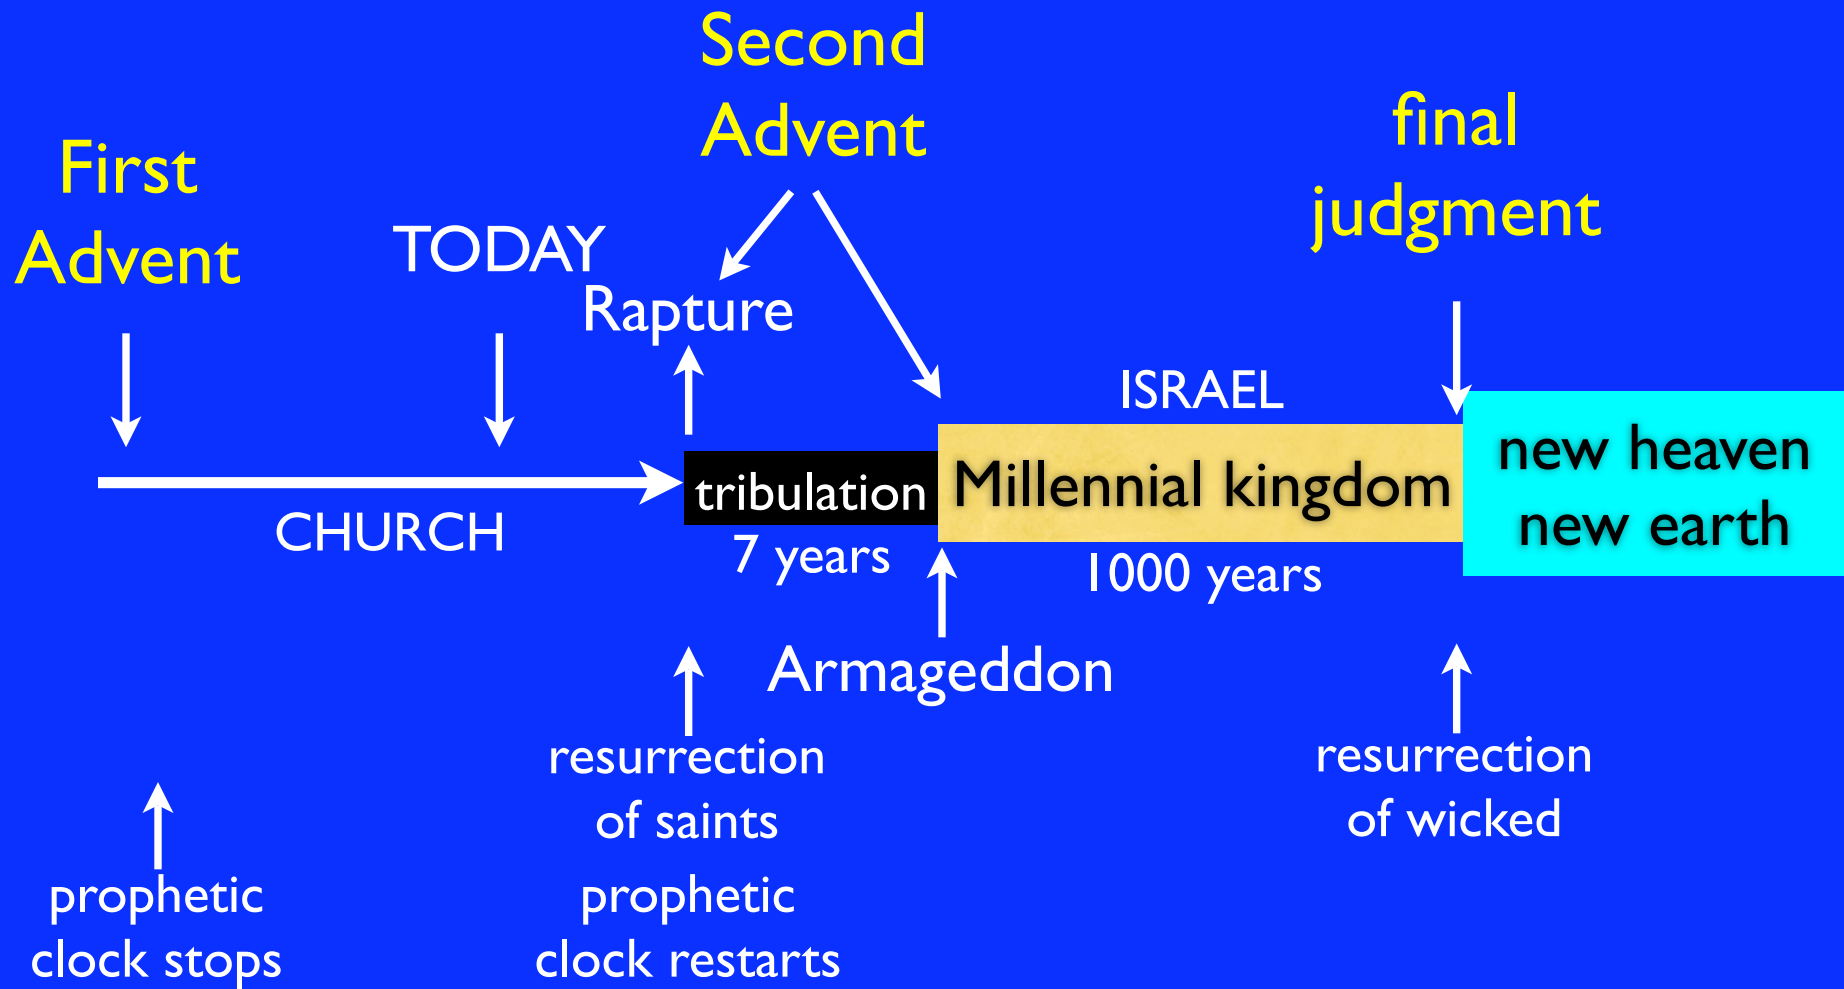 Second
Advent
final
judgment
First
Advent
TODAY
Rapture
ISRAEL
new heaven
new earth
tribulation
Millennial kingdom
CHURCH
7 years
1000 years
Armageddon
resurrection
of saints
resurrection
of wicked
prophetic
clock stops
prophetic
clock restarts